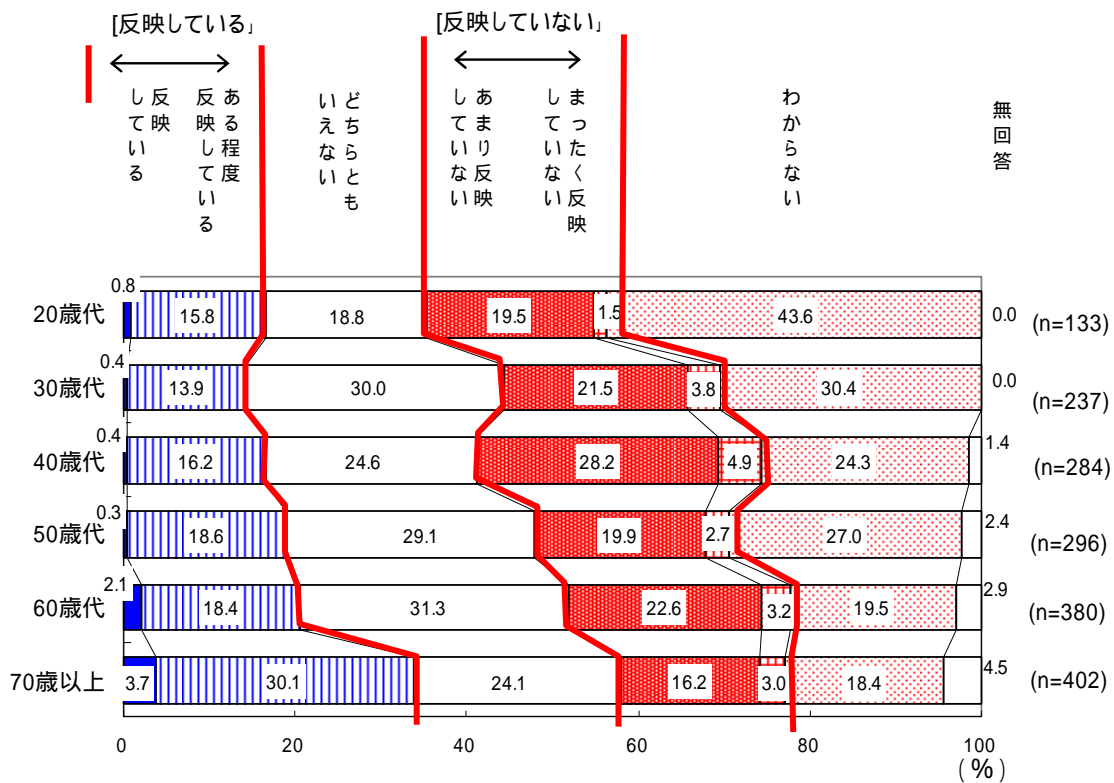 [反映している」
[反映していない」
反映
している
ある程度
反映している
どちらとも
いえない
あまり反映
していない
まったく反映
していない
わからない
無回答
20歳代 0.8 15.8 18.8 19.5 1.5 43.6 0.0 (n=133)
30歳代 0.4 13.9 30.0 21.5 3.8 30.4 0.0 (n=237)
40歳代 0.4 16.2 24.6 28.2 4.9 24.3 1.4 (n=284)
50歳代 0.3 18.6 29.1 19.9 2.7 27.0 2.4 (n=296)
60歳代 2.1 18.4 31.3 22.6 3.2 19.5 2.9 (n=380)
70歳以上 3.7 30.1 24.1 16.2 3.0 18.4 4.5 (n=402)
0 20 40 60 80 100
(%)